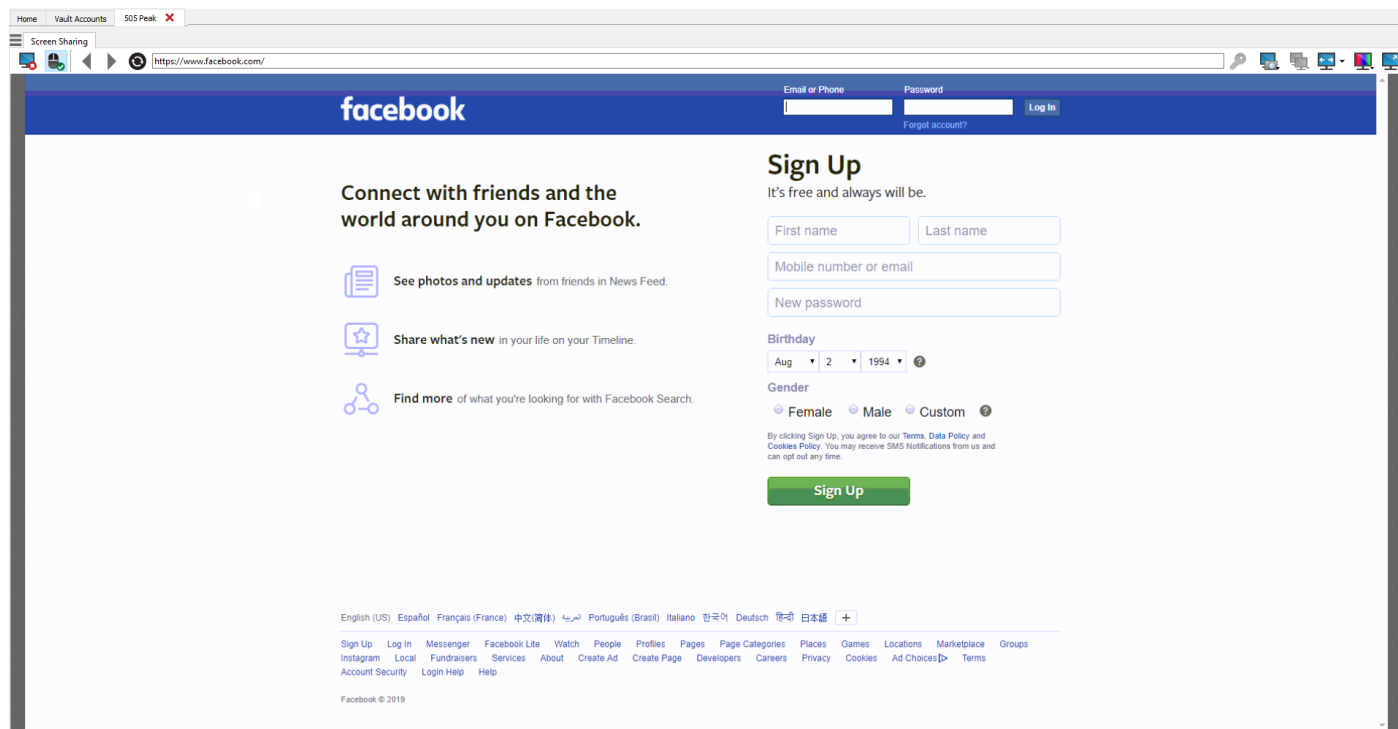 Home Vault Accounts 505 Peak
Screen Sharing
https://www.facebook.com/
facebook
Email or Phone Password
Log In
Forgot account?
Sign Up
It's free and always will be.
Connect with friends and the
world around you on Facebook.
First name Last name
Mobile number or email
New password
See photos and updates from friends in News Feed.
Share what's new in your life on your Timeline.
Find more of what you're looking for with Facebook Search.
Birthday
Aug 2 1994
Gender
Female Male Custom
By clicking Sign Up, you agree to our Terms, Data Policy and
Cookies Policy. You may receive SMS Notifications from us and
can opt out any time.
Sign Up
English (US) Español Français (France) 中文(简体) العربية Português (Brasil) Italiano 한국어 Deutsch हिन्दी 日本語
Sign Up Log In Messenger Facebook Lite Watch People Profiles Pages Page Categories Places Games Locations Marketplace Groups
Instagram Local Fundraisers Services About Create Ad Create Page Developers Careers Privacy Cookies Ad Choices Terms
Account Security Login Help Help
Facebook © 2019